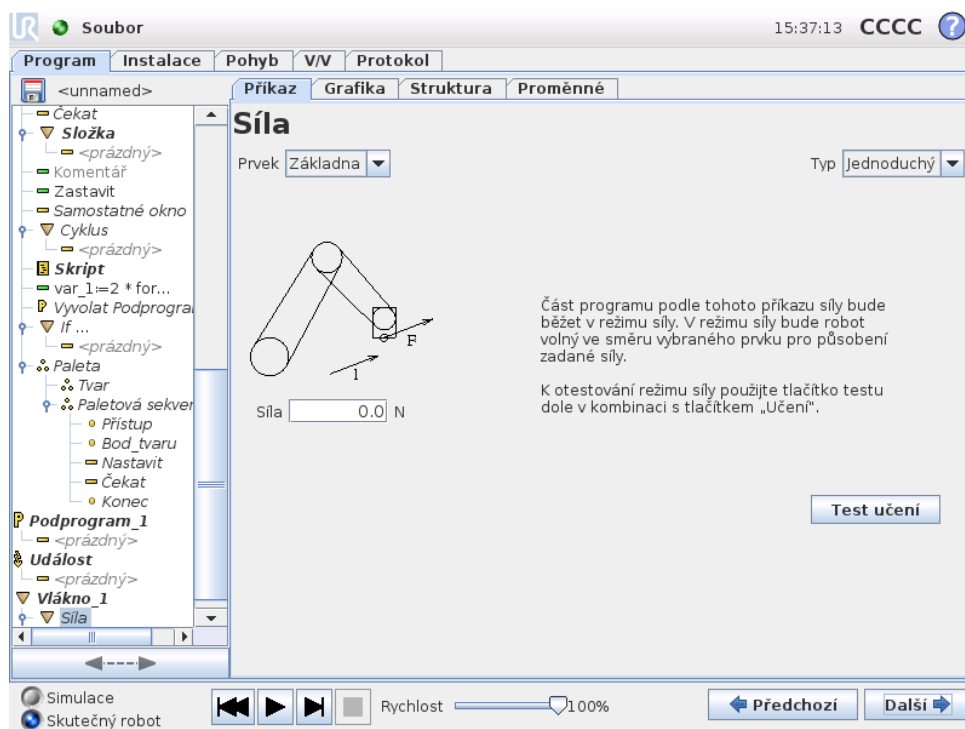 UR Soubor 15:37:13 CCCC ?
Program Instalace Pohyb V/V Protokol
<unnamed>
Příkaz Grafika Struktura Proměnné
Čekat
Složka
<prázdný>
Komentář
Zastavit
Samostatné okno
Cyklus
<prázdný>
Skript
var_1:=2 * for...
P Vyvolat Podprogra
If ...
<prázdný>
Paleta
Tvar
Paletová sekven
Přístup
Bod_tvaru
Nastavit
Čekat
Konec
P Podprogram_1
<prázdný>
Událost
<prázdný>
Vlákno_1
Síla
Síla
Prvek Základna
Typ Jednoduchý
F
1
Síla 0.0 N
Část programu podle tohoto příkazu síly bude
běžet v režimu síly. V režimu síly bude robot
volný ve směru vybraného prvku pro působení
zadané síly.
K otestování režimu síly použijte tlačítko testu
dole v kombinaci s tlačítkem „Učení".
Test učení
Simulace
Skutečný robot
Rychlost 100%
Předchozí Další